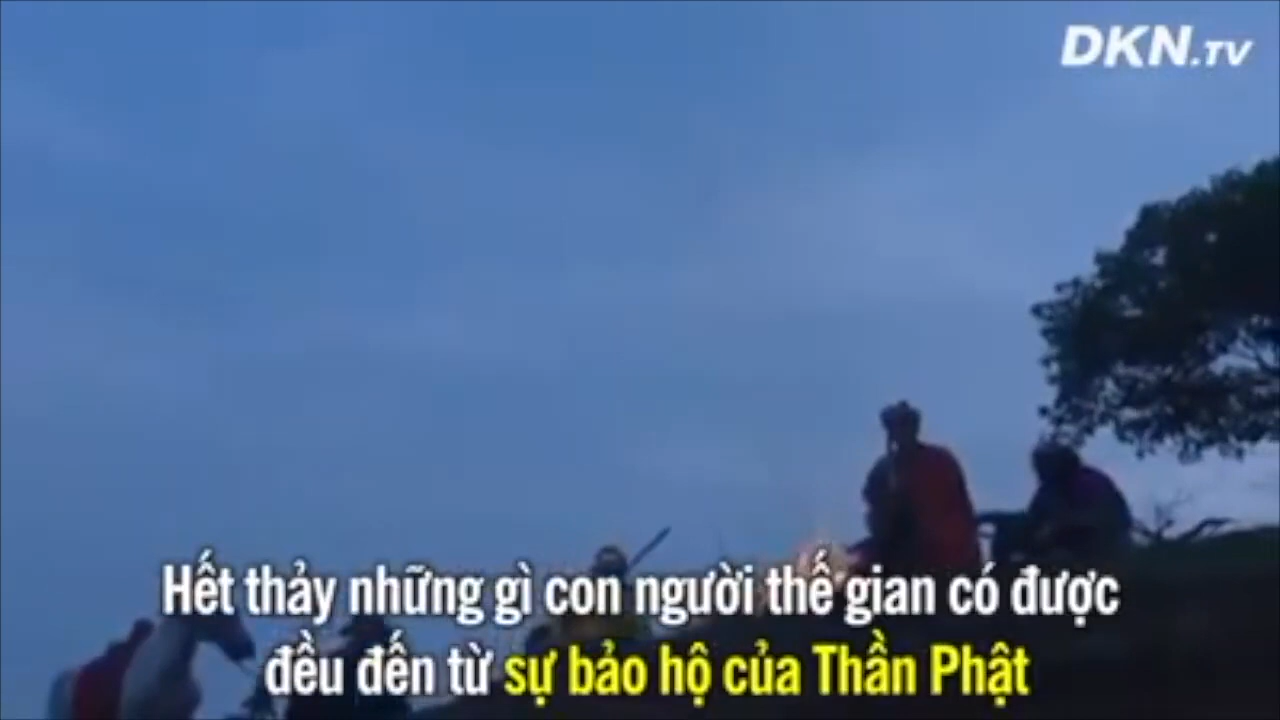 DKN.TV
Hết thảy những gì con người thế gian có được
đều đến từ sự bảo hộ của Thần Phật